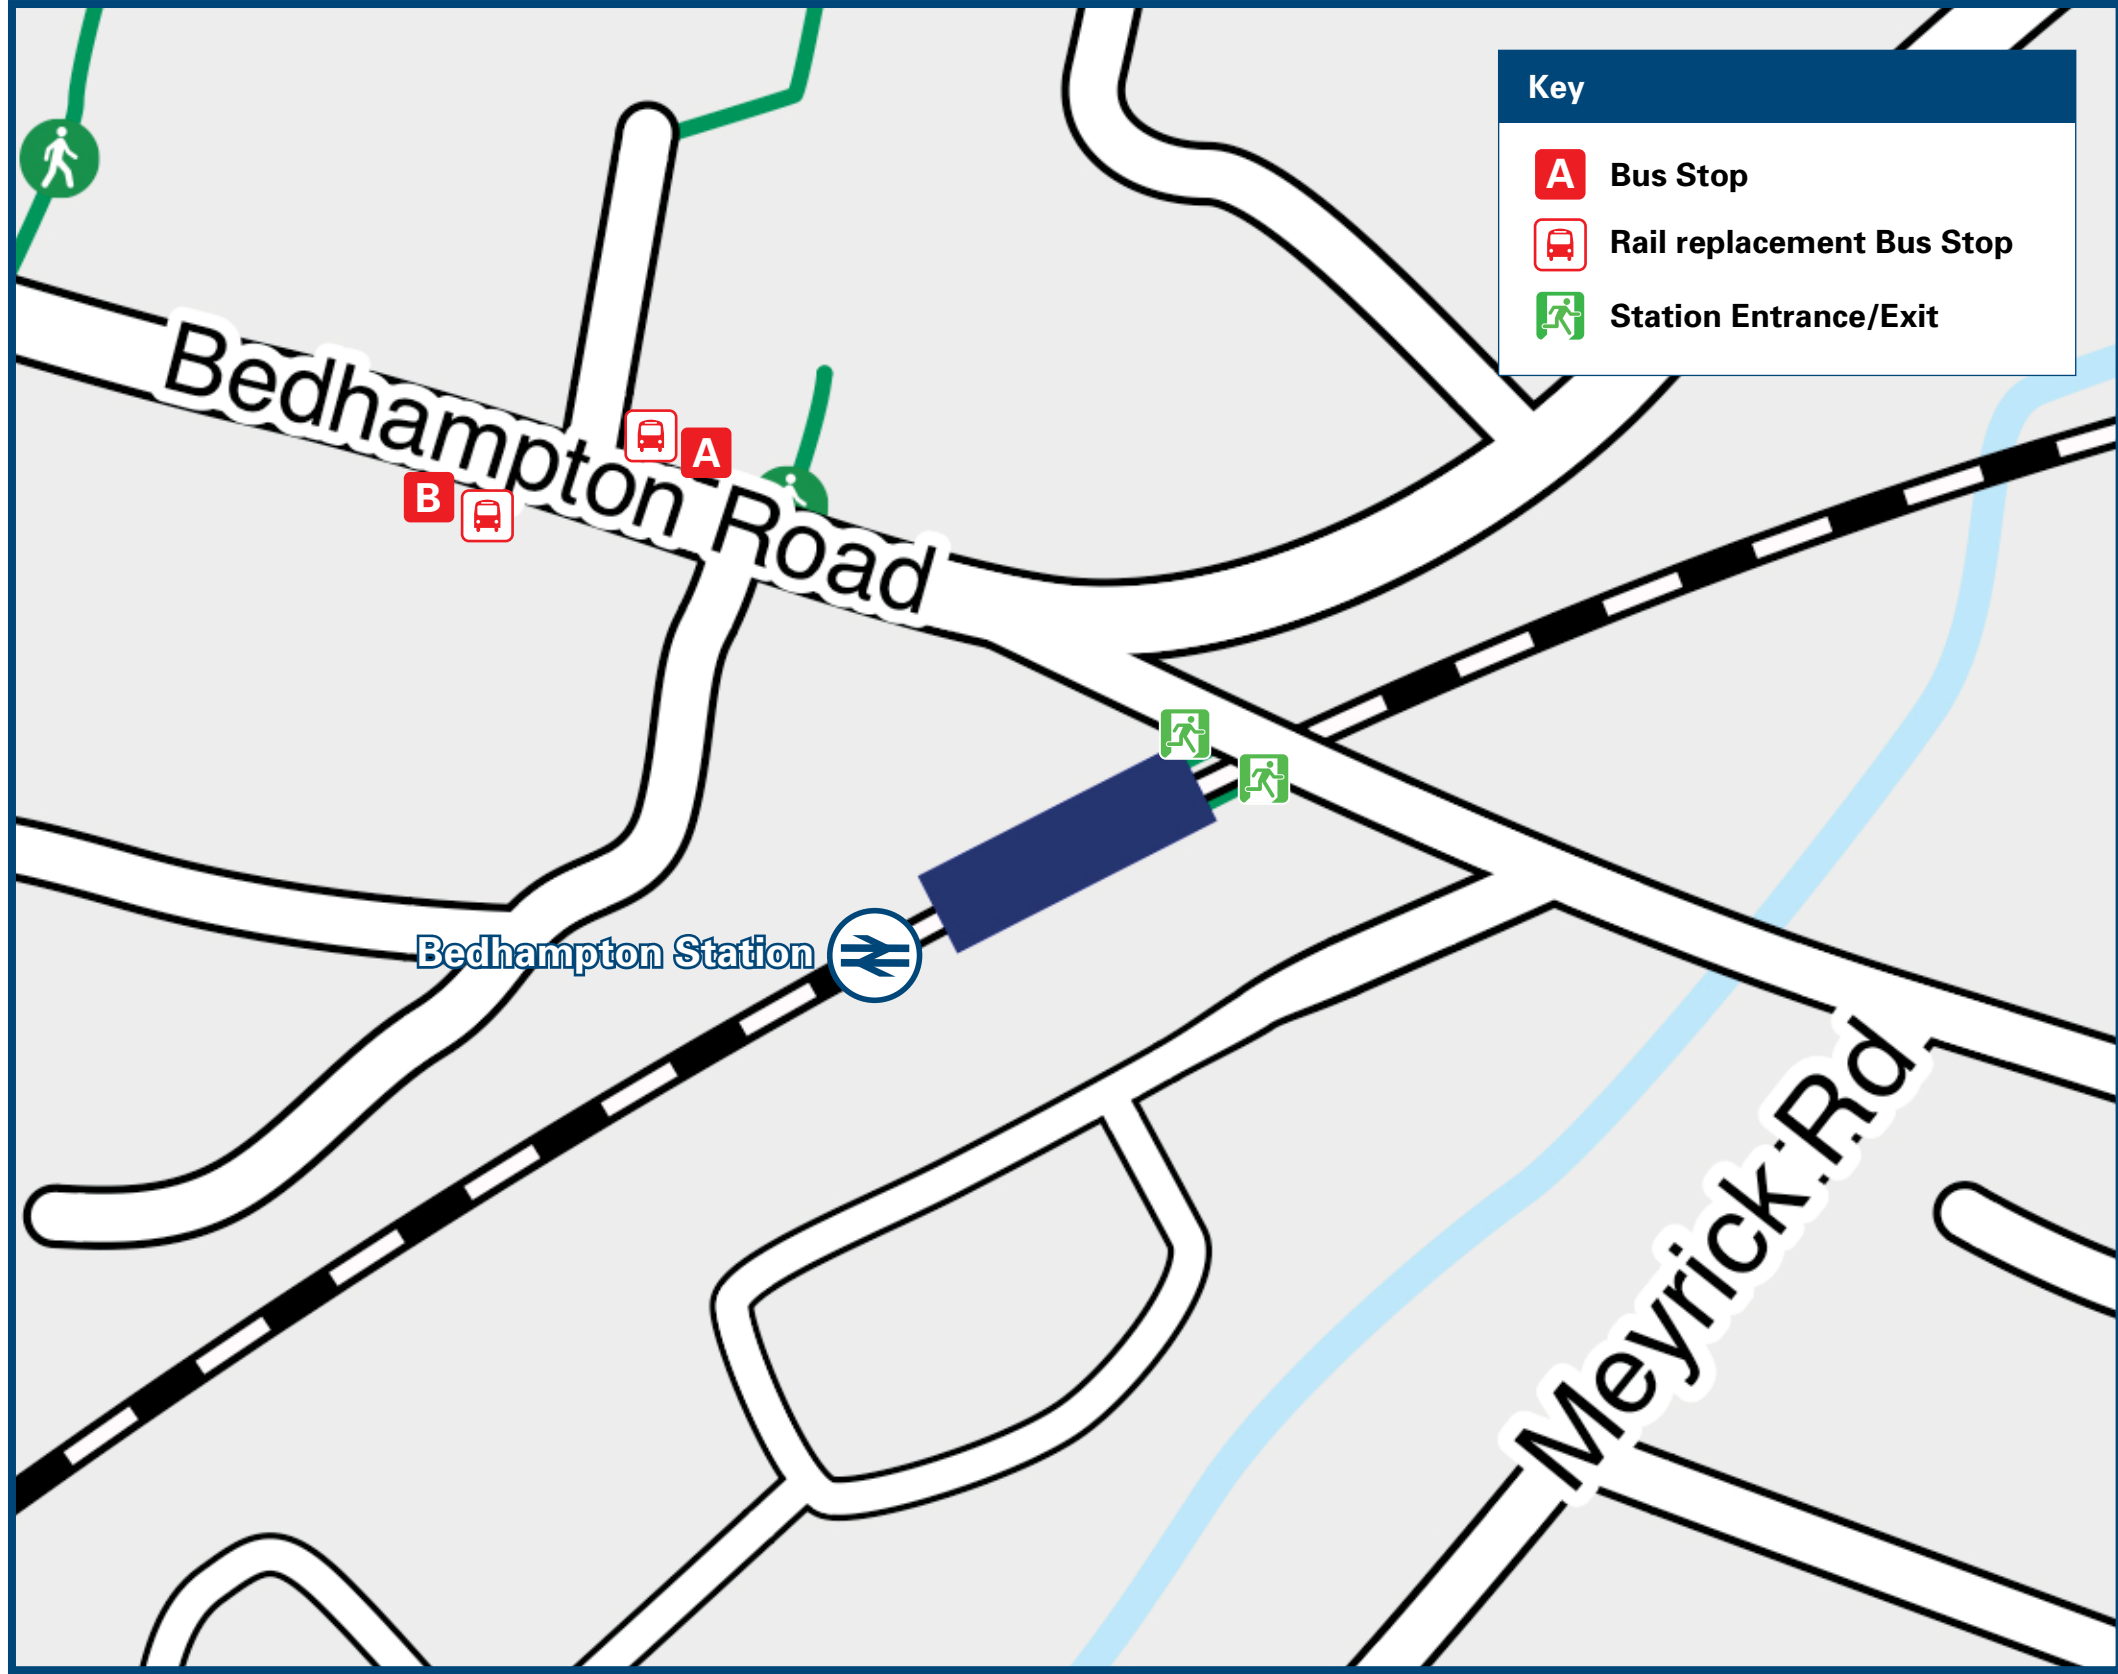 Key
A Bus Stop
Rail replacement Bus Stop
Station Entrance/Exit
Bedhampton Road
A
B
Bedhampton Station
Meyrick Rd